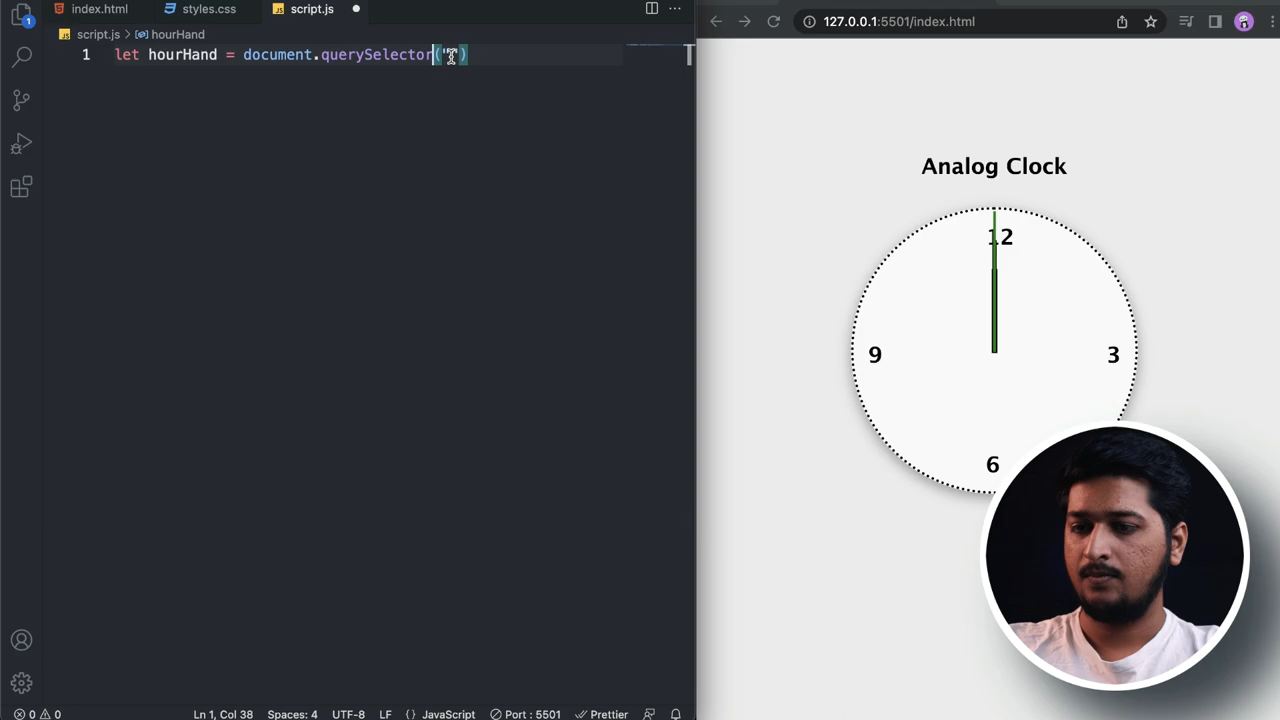 index.html
styles.css
script.js
127.0.0.1:5501/index.html
script.js > hourHand
1 let hourHand = document.querySelector("")
Analog Clock
12
9
3
6
1
0 0
Ln 1, Col 38
Spaces: 4
UTF-8
LF
{} JavaScript
Port : 5501
Prettier